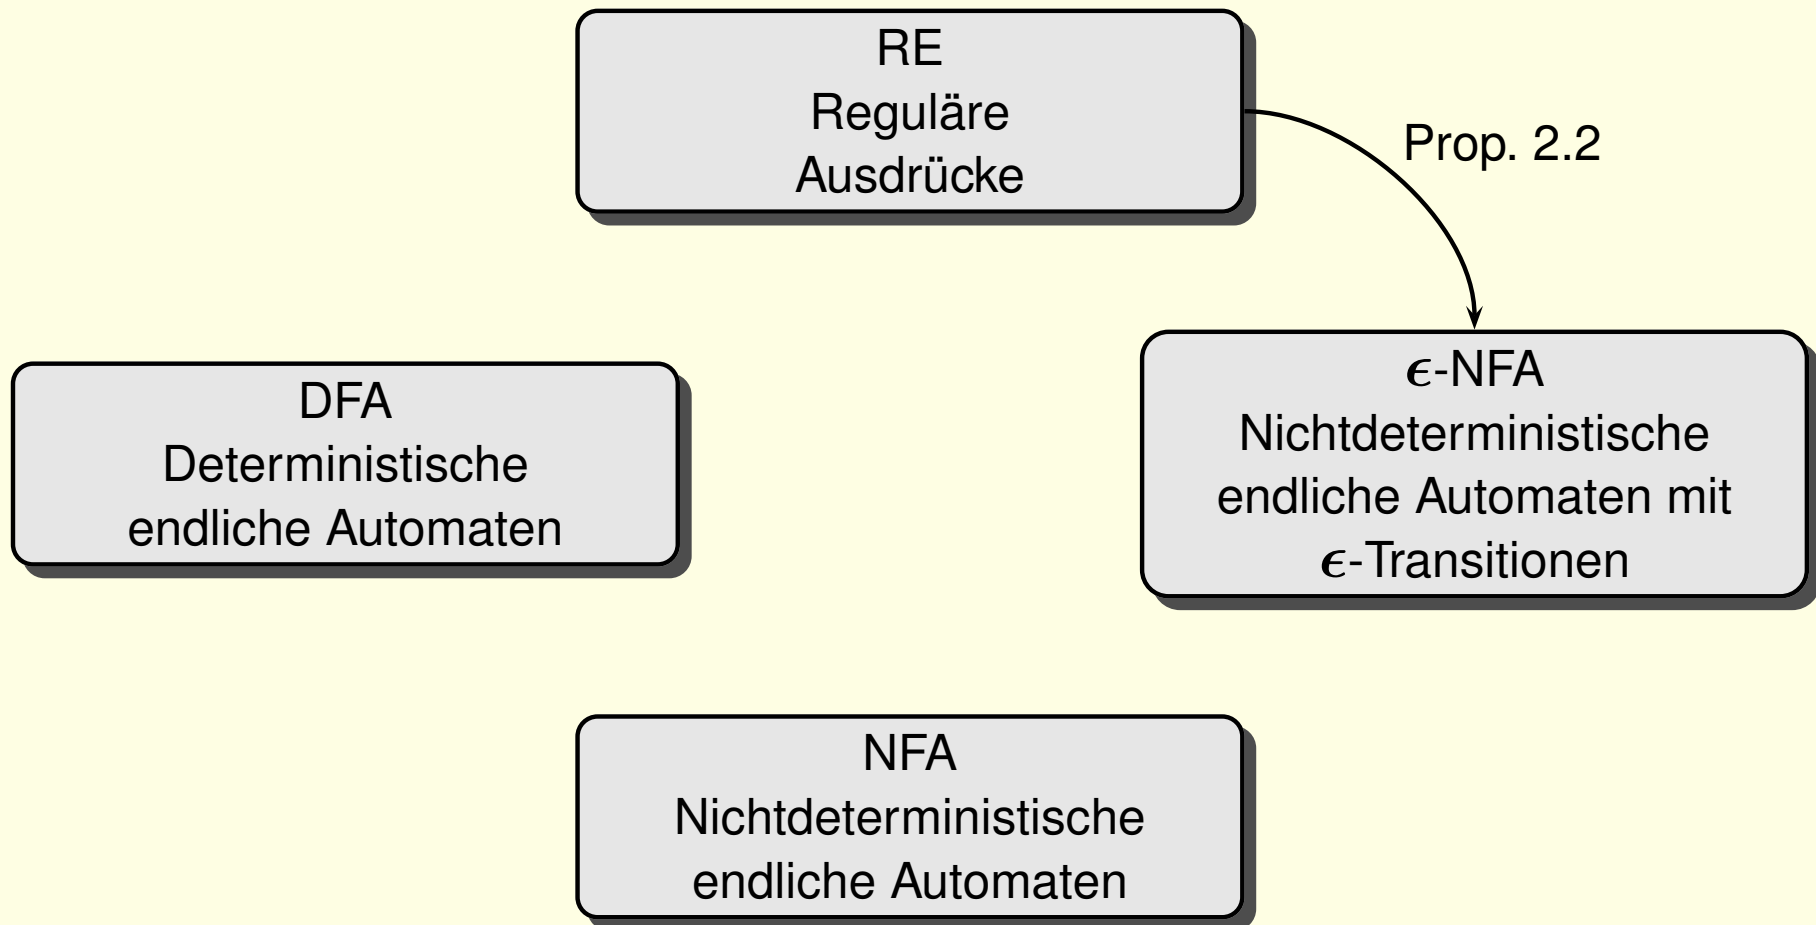 RE
Reguläre
Ausdrücke
Prop. 2.2
DFA
Deterministische
endliche Automaten
ϵ-NFA
Nichtdeterministische
endliche Automaten mit
ϵ-Transitionen
NFA
Nichtdeterministische
endliche Automaten